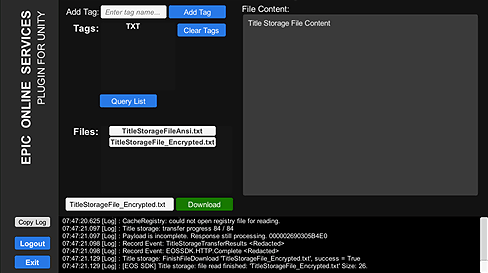 EPIC ONLINE SERVICES
PLUGIN FOR UNITY
Add Tag:
Enter tag name...
Add Tag
Tags:
TXT
Clear Tags
Query List
Files:
TitleStorageFileAnsi.txt
TitleStorageFile_Encrypted.txt
TitleStorageFile_Encrypted.txt
Download
File Content:
Title Storage File Content
Copy Log
Logout
Exit
07:47:20.625 [Log] : CacheRegistry: could not open registry file for reading.
07:47:21.097 [Log] : Title storage: transfer progress 84 / 84
07:47:21.097 [Log] : Payload is incomplete. Response still processing. 000002690305B4E0
07:47:21.098 [Log] : Record Event: TitleStorageTransferResults <Redacted>
07:47:21.098 [Log] : Record Event: EOSSDK.HTTP.Complete <Redacted>
07:47:21.129 [Log] : Title storage: FinishFileDownload 'TitleStorageFile_Encrypted.txt', success = True
07:47:21.129 [Log] : [EOS SDK] Title storage: file read finished: 'TitleStorageFile_Encrypted.txt' Size: 26.